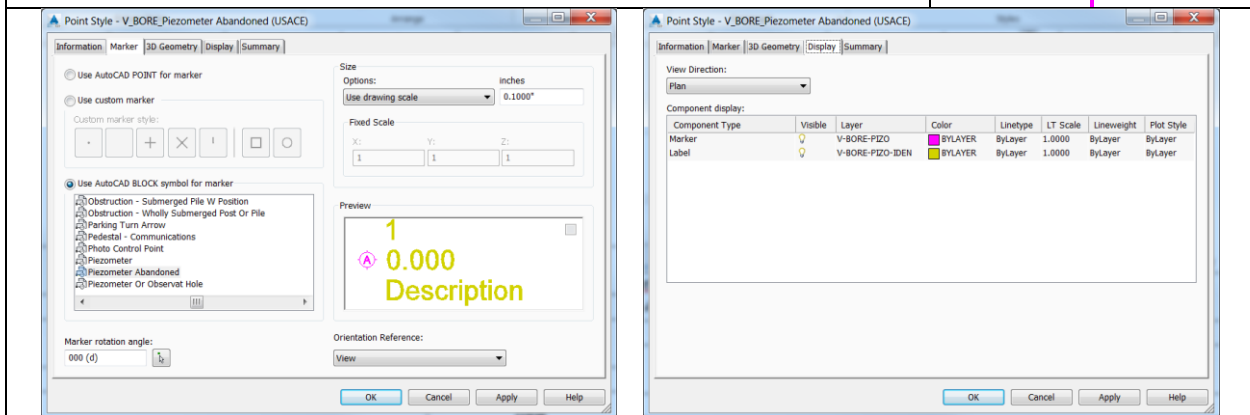 Point Style - V_BORE_Piezometer Abandoned (USACE)
Information Marker 3D Geometry Display Summary
Use AutoCAD POINT for marker
Use custom marker
Custom marker style:
Use AutoCAD BLOCK symbol for marker
Obstruction - Submerged Pile W Position
Obstruction - Wholly Submerged Post Or Pile
Parking Turn Arrow
Pedestal - Communications
Photo Control Point
Piezometer
Piezometer Abandoned
Piezometer Or Observat Hole
Marker rotation angle:
000 (d)
Size
Options: inches
Use drawing scale 0.1000"
Fixed Scale
X: Y: Z:
1 1 1
Preview
1
A 0.000
Description
Orientation Reference:
View
OK Cancel Apply Help
Point Style - V_BORE_Piezometer Abandoned (USACE)
Information Marker 3D Geometry Display Summary
View Direction:
Plan
Component display:
Component Type Visible Layer Color Linetype LT Scale Lineweight Plot Style
Marker V-BORE-PIZO BYLAYER ByLayer 1.0000 ByLayer ByLayer
Label V-BORE-PIZO-IDEN BYLAYER ByLayer 1.0000 ByLayer ByLayer
OK Cancel Apply Help